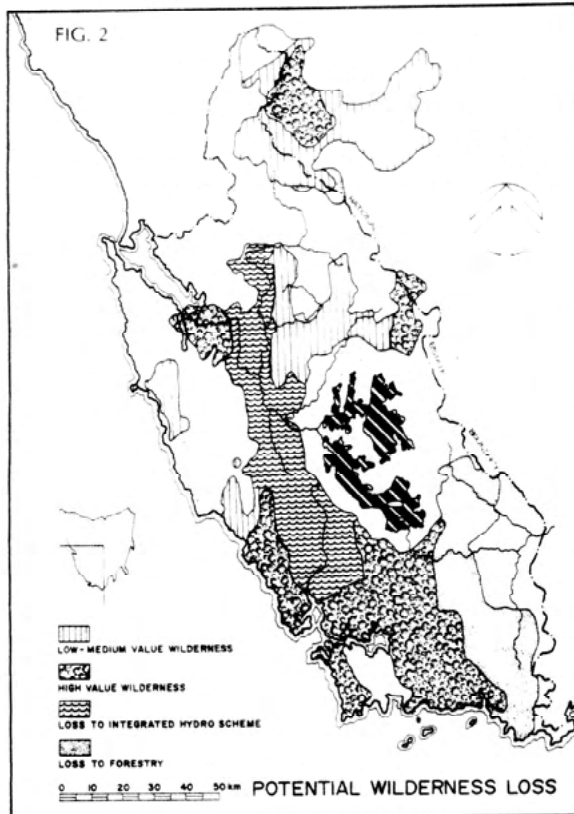 FIG. 2
LOW-MEDIUM VALUE WILDERNESS
HIGH VALUE WILDERNESS
LOSS TO INTEGRATED HYDRO SCHEME
LOSS TO FORESTRY
0 10 20 30 40 50 km
POTENTIAL WILDERNESS LOSS